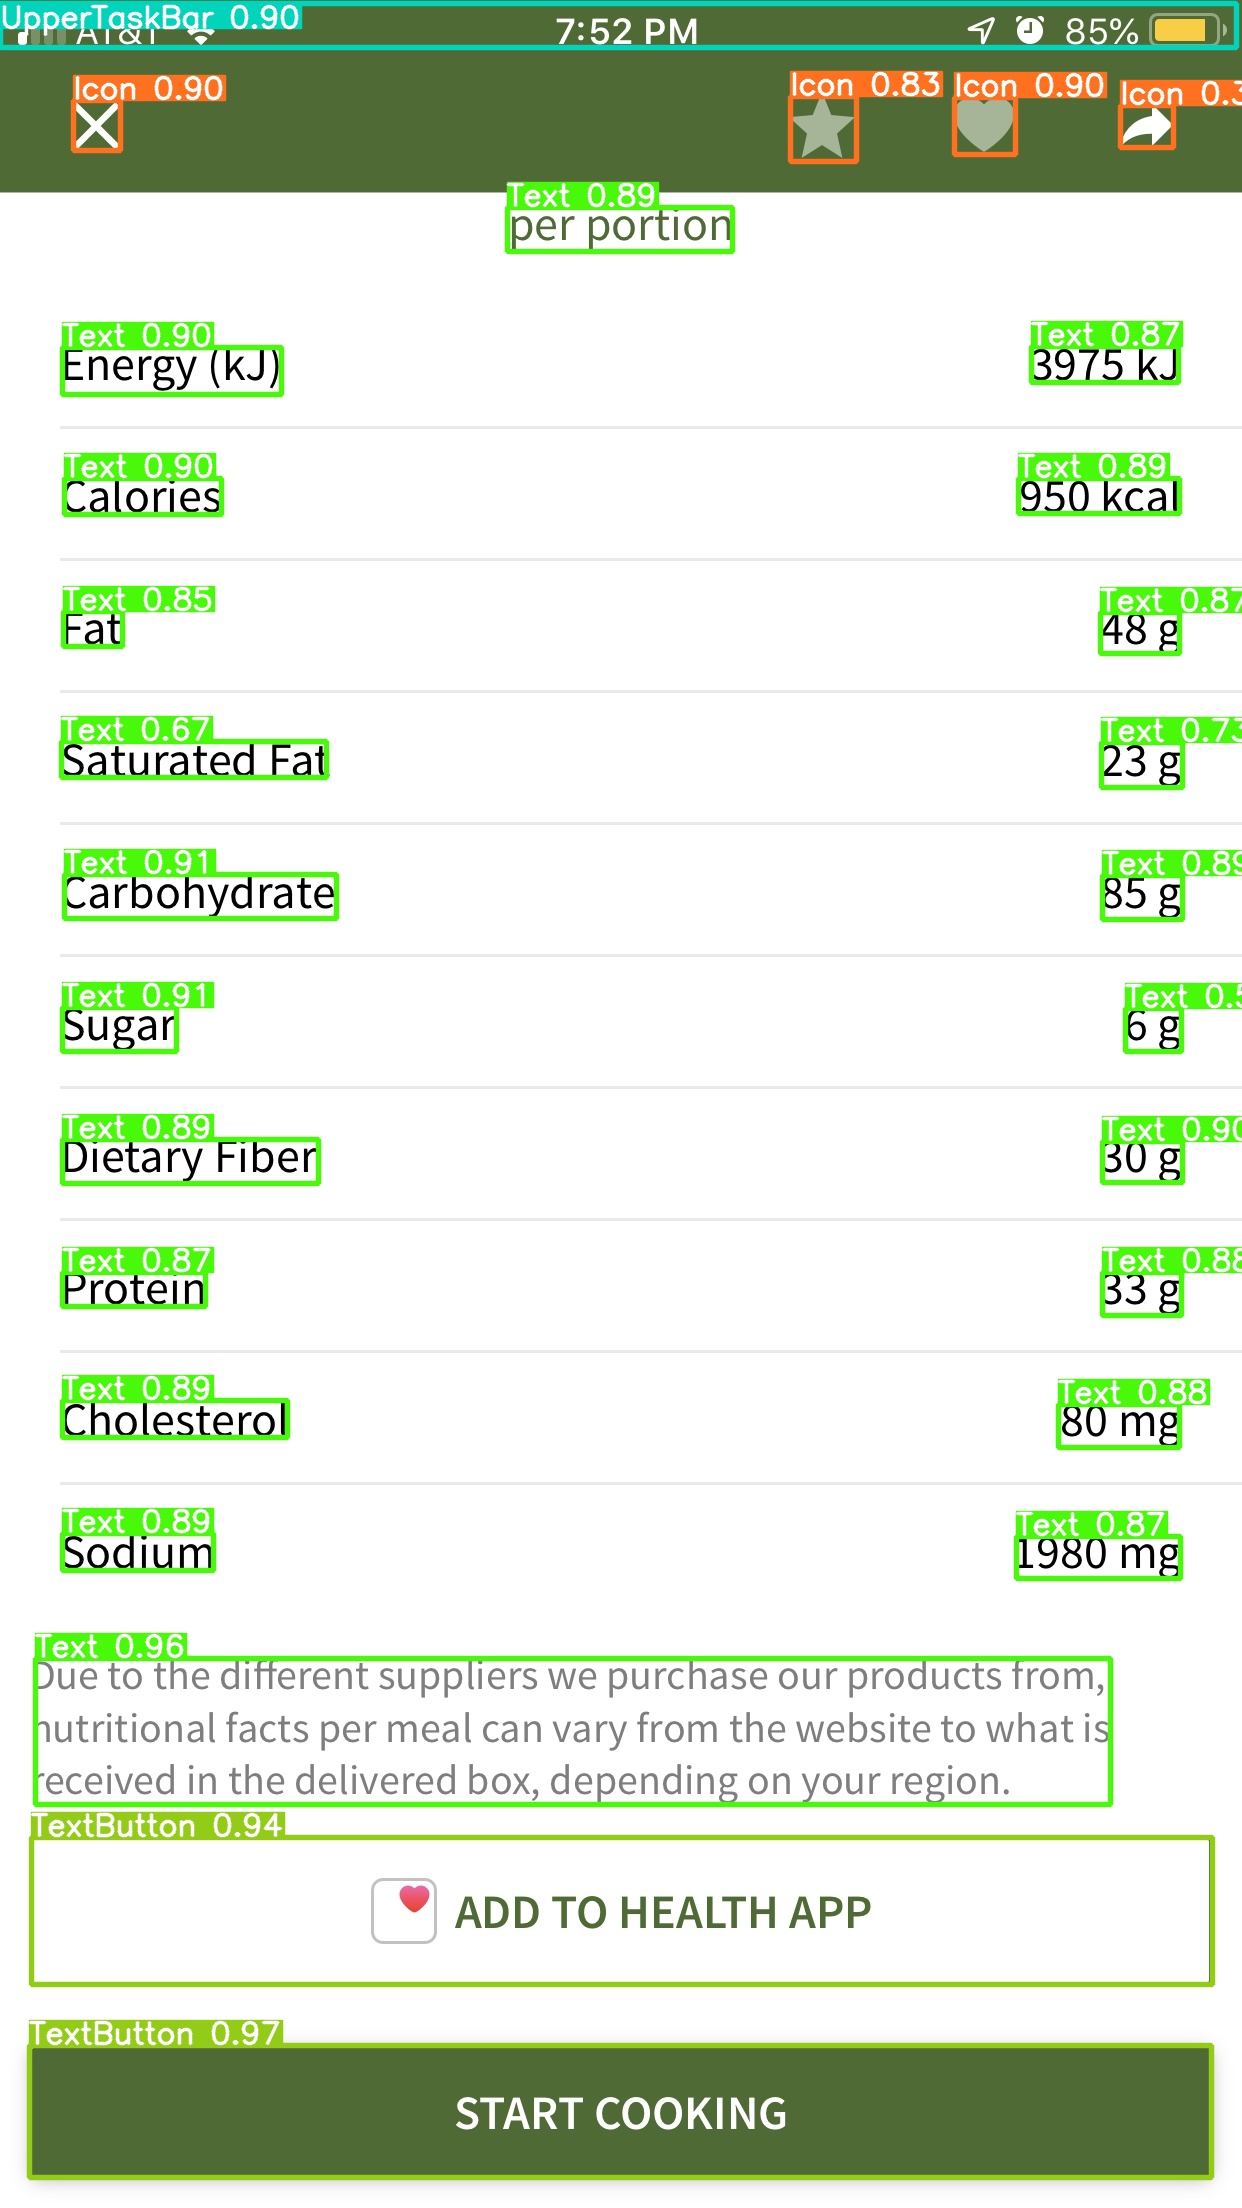 UpperTaskBar 0.90
AT&T 7:52 PM 85%
Icon 0.90 Icon 0.83 Icon 0.90 Icon 0.3
Text 0.89
per portion
Text 0.90 Text 0.87
Energy (kJ) 3975 kJ
Text 0.90 Text 0.89
Calories 950 kcal
Text 0.85 Text 0.87
Fat 48 g
Text 0.67 Text 0.73
Saturated Fat 23 g
Text 0.91 Text 0.89
Carbohydrate 85 g
Text 0.91 Text 0.5
Sugar 6 g
Text 0.89 Text 0.90
Dietary Fiber 30 g
Text 0.87 Text 0.88
Protein 33 g
Text 0.89 Text 0.88
Cholesterol 80 mg
Text 0.89 Text 0.87
Sodium 1980 mg
Text 0.96
Due to the different suppliers we purchase our products from,
nutritional facts per meal can vary from the website to what is
received in the delivered box, depending on your region.
TextButton 0.94
ADD TO HEALTH APP
TextButton 0.97
START COOKING